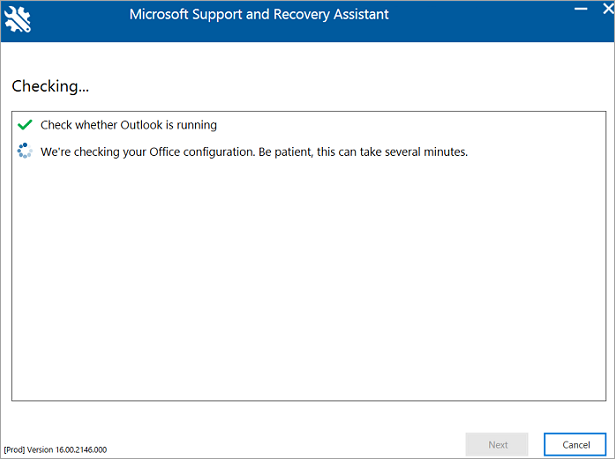 Microsoft Support and Recovery Assistant
Checking...
Check whether Outlook is running
We're checking your Office configuration. Be patient, this can take several minutes.
Next
Cancel
[Prod] Version 16.00.2146.000